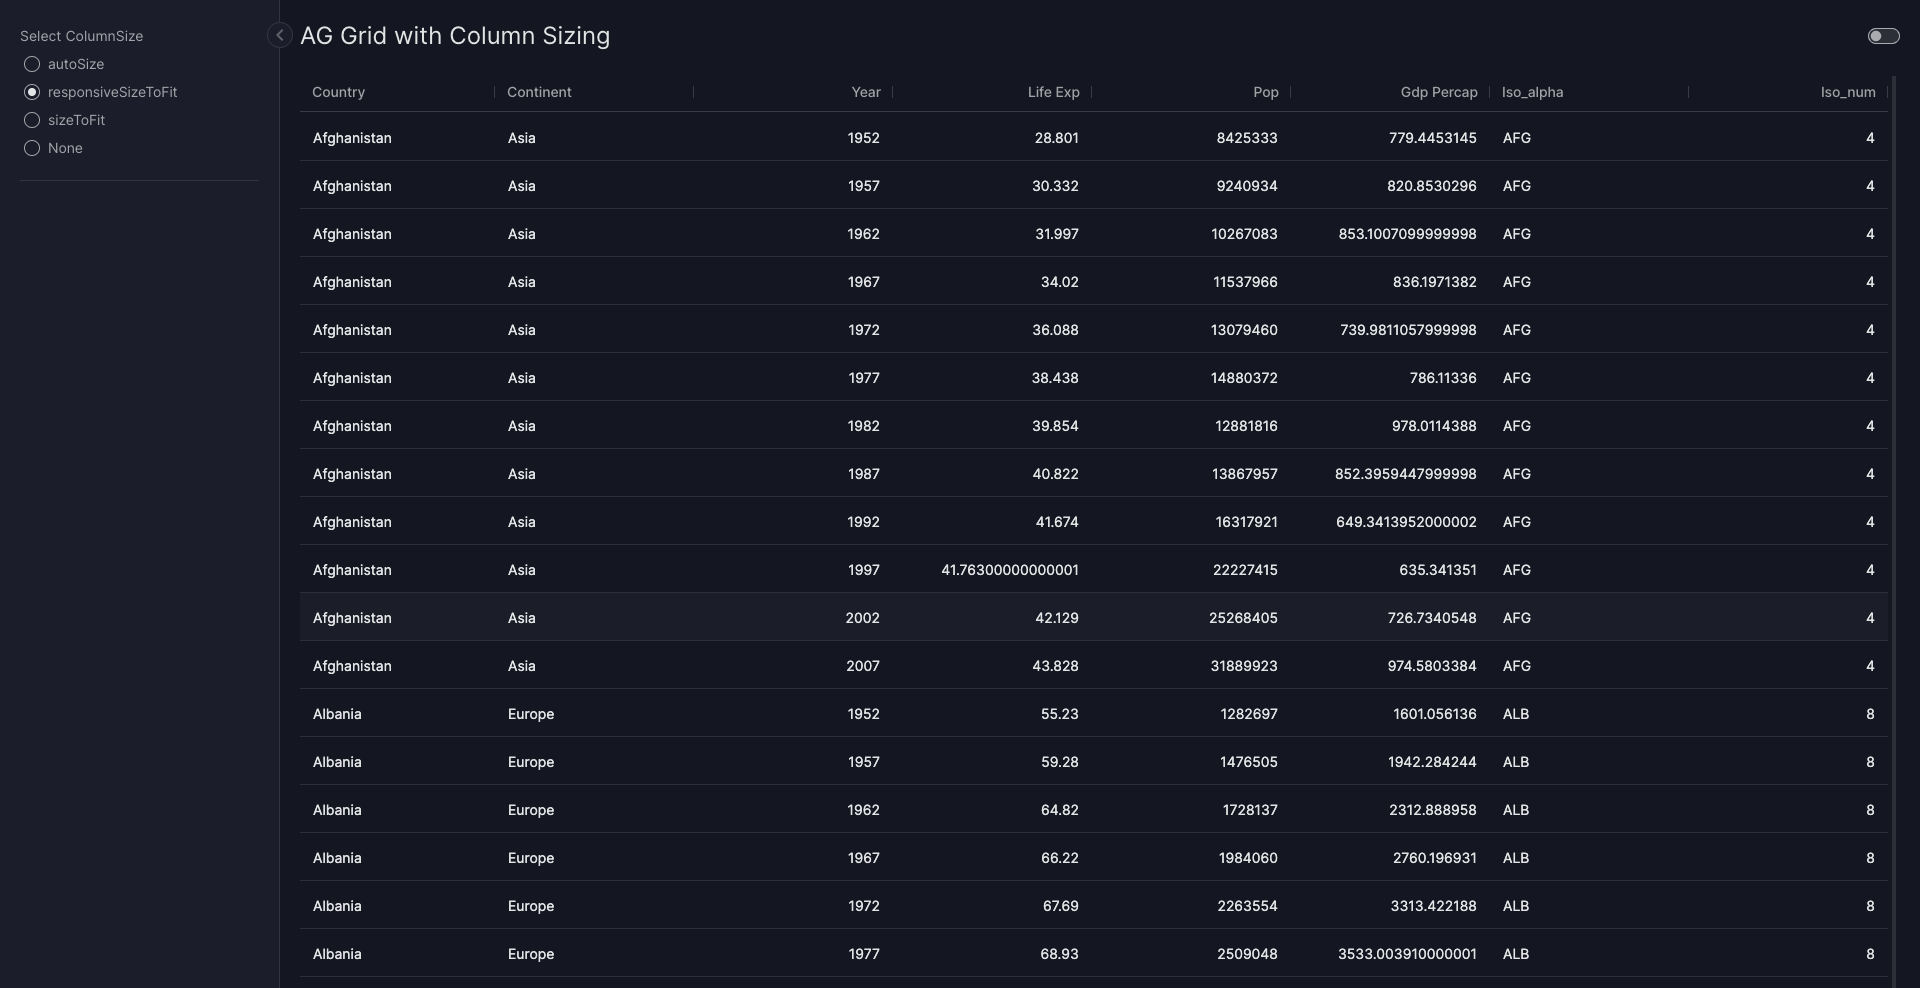 Select ColumnSize
autoSize
responsiveSizeToFit
sizeToFit
None
AG Grid with Column Sizing
Country Continent Year Life Exp Pop Gdp Percap Iso_alpha Iso_num
Afghanistan Asia 1952 28.801 8425333 779.4453145 AFG 4
Afghanistan Asia 1957 30.332 9240934 820.8530296 AFG 4
Afghanistan Asia 1962 31.997 10267083 853.1007099999998 AFG 4
Afghanistan Asia 1967 34.02 11537966 836.1971382 AFG 4
Afghanistan Asia 1972 36.088 13079460 739.9811057999998 AFG 4
Afghanistan Asia 1977 38.438 14880372 786.11336 AFG 4
Afghanistan Asia 1982 39.854 12881816 978.0114388 AFG 4
Afghanistan Asia 1987 40.822 13867957 852.3959447999998 AFG 4
Afghanistan Asia 1992 41.674 16317921 649.3413952000002 AFG 4
Afghanistan Asia 1997 41.76300000000001 22227415 635.341351 AFG 4
Afghanistan Asia 2002 42.129 25268405 726.7340548 AFG 4
Afghanistan Asia 2007 43.828 31889923 974.5803384 AFG 4
Albania Europe 1952 55.23 1282697 1601.056136 ALB 8
Albania Europe 1957 59.28 1476505 1942.284244 ALB 8
Albania Europe 1962 64.82 1728137 2312.888958 ALB 8
Albania Europe 1967 66.22 1984060 2760.196931 ALB 8
Albania Europe 1972 67.69 2263554 3313.422188 ALB 8
Albania Europe 1977 68.93 2509048 3533.003910000001 ALB 8